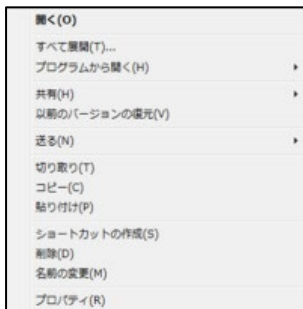 開く(O)
すべて展開(T)...
プログラムから開く(H)
共有(H)
以前のバージョンの復元(V)
送る(N)
切り取り(T)
コピー(C)
貼り付け(P)
ショートカットの作成(S)
削除(D)
名前の変更(M)
プロパティ(R)